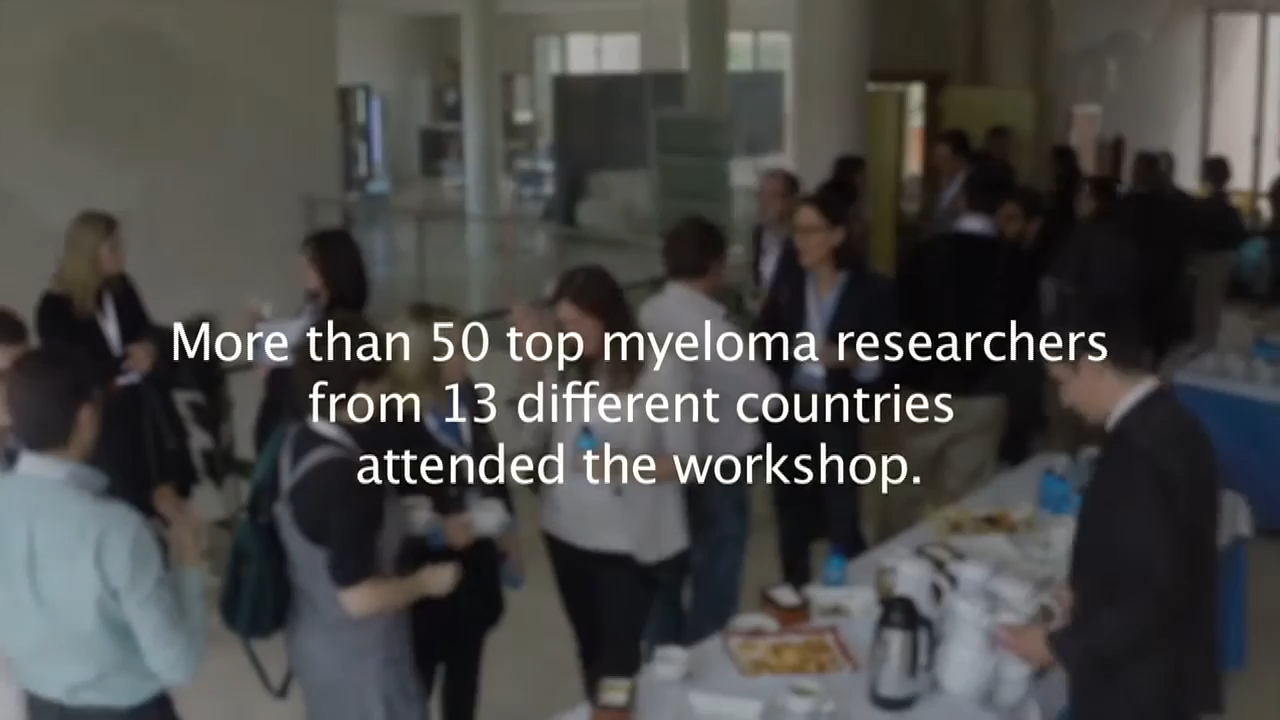 More than 50 top myeloma researchers
from 13 different countries
attended the workshop.